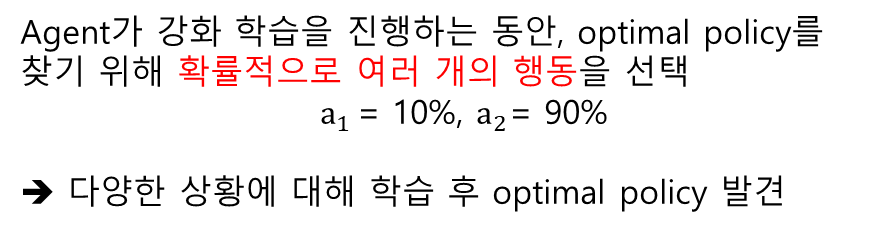 Agent가 강화 학습을 진행하는 동안, optimal policy를
찾기 위해 확률적으로 여러 개의 행동을 선택
a₁ = 10%, a₂ = 90%
➔ 다양한 상황에 대해 학습 후 optimal policy 발견